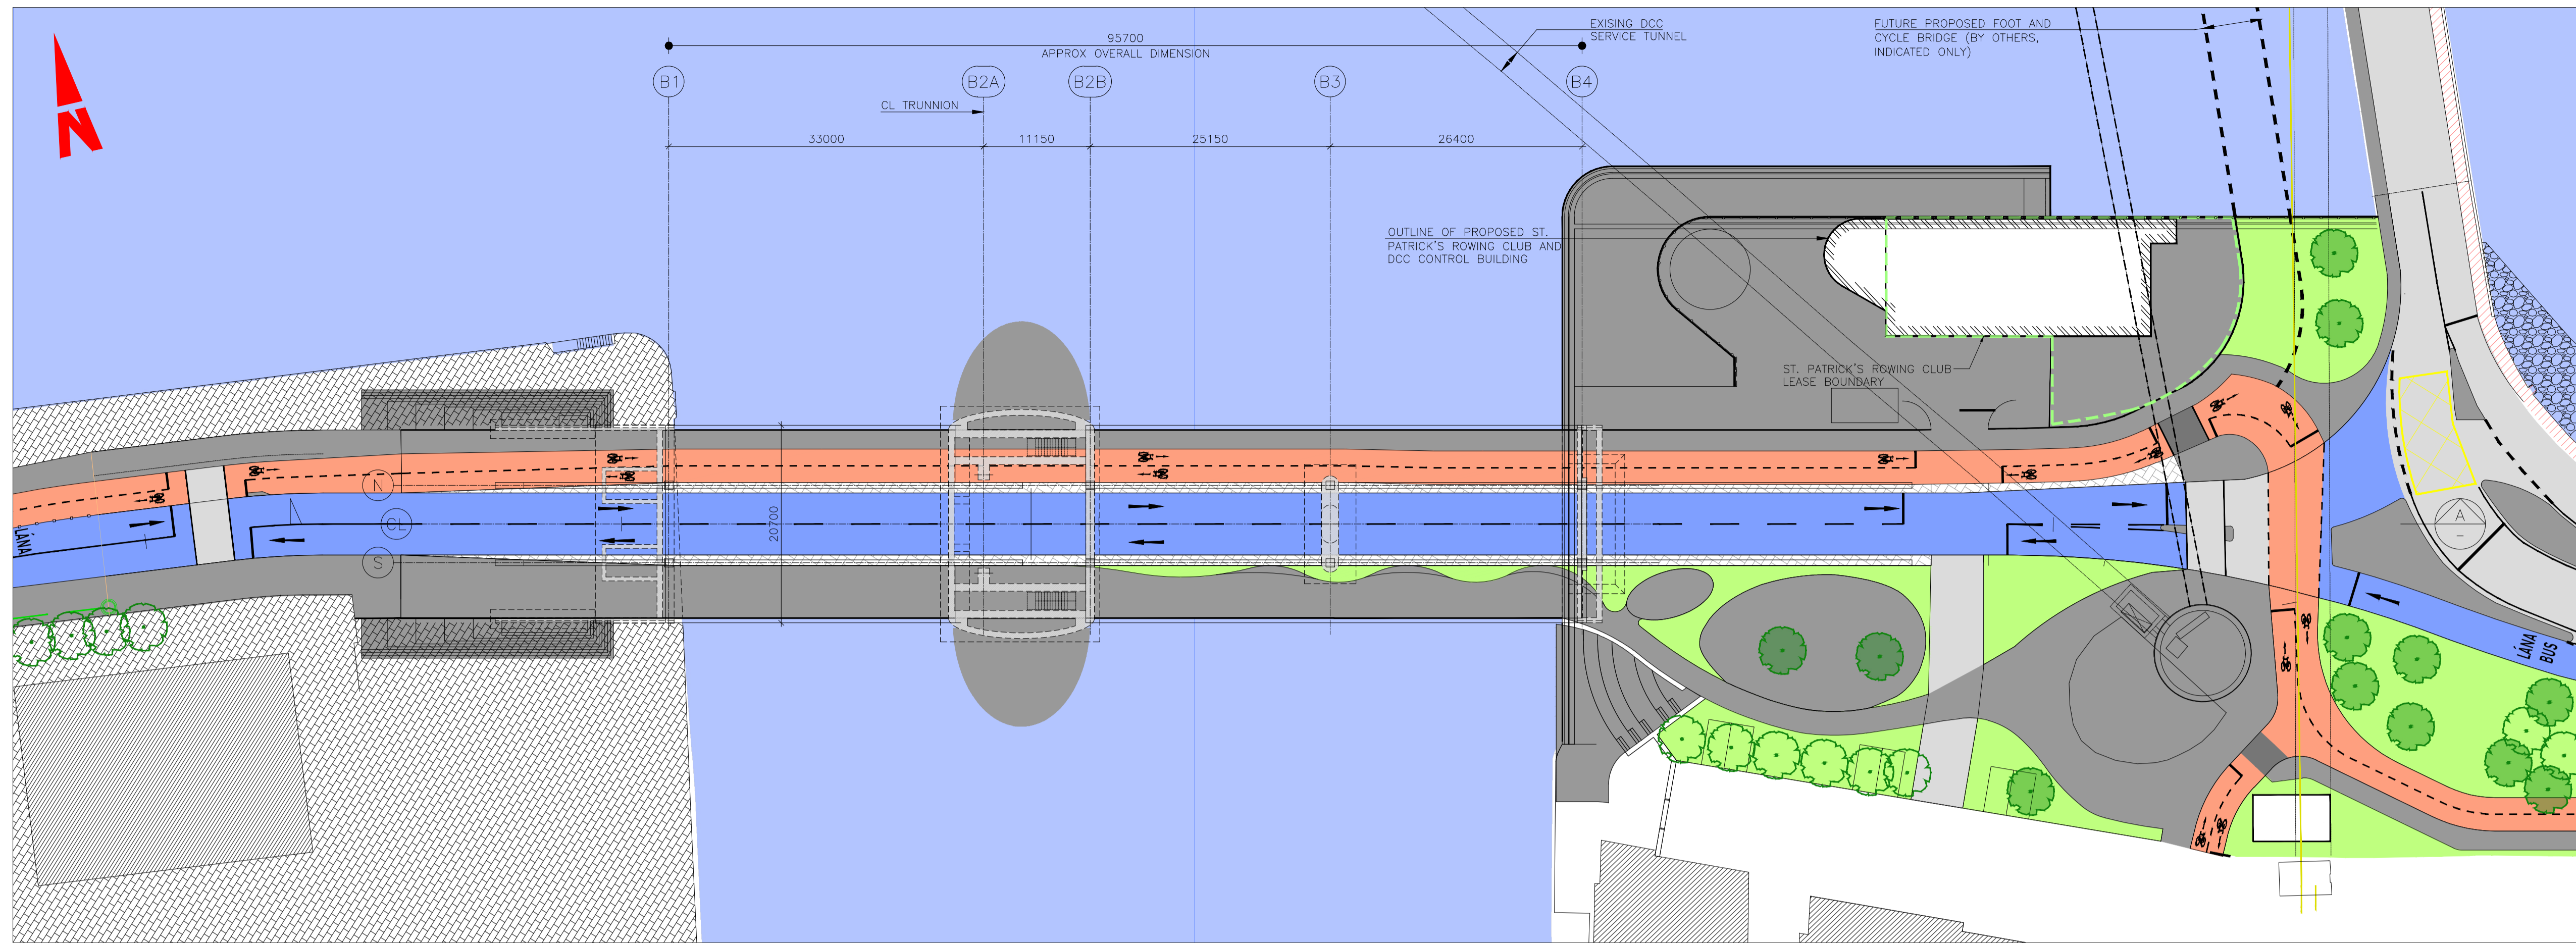 N
95700
APPROX OVERALL DIMENSION
EXISING DCC
SERVICE TUNNEL
FUTURE PROPOSED FOOT AND
CYCLE BRIDGE (BY OTHERS,
INDICATED ONLY)
B1
B2A
B2B
B3
B4
CL TRUNNION
33000
11150
25150
26400
OUTLINE OF PROPOSED ST.
PATRICK'S ROWING CLUB AND
DCC CONTROL BUILDING
ST. PATRICK'S ROWING CLUB
LEASE BOUNDARY
N
CL
S
20700
LÁNA
A
-
LÁNA
BUS